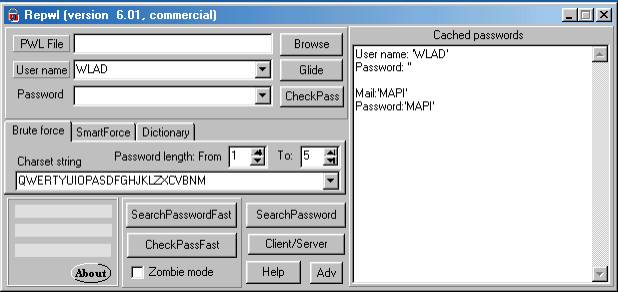 Repwl (version 6.01, commercial)
PWL File
Browse
User name WLAD
Glide
Password
CheckPass
Brute force SmartForce Dictionary
Charset string Password length: From 1 To: 5
QWERTYUIOPASDFGHJKLZXCVBNM
SearchPasswordFast SearchPassword
CheckPassFast Client/Server
About Zombie mode Help Adv
Cached passwords
User name: 'WLAD'
Password: ''
Mail:'MAPI'
Password:'MAPI'